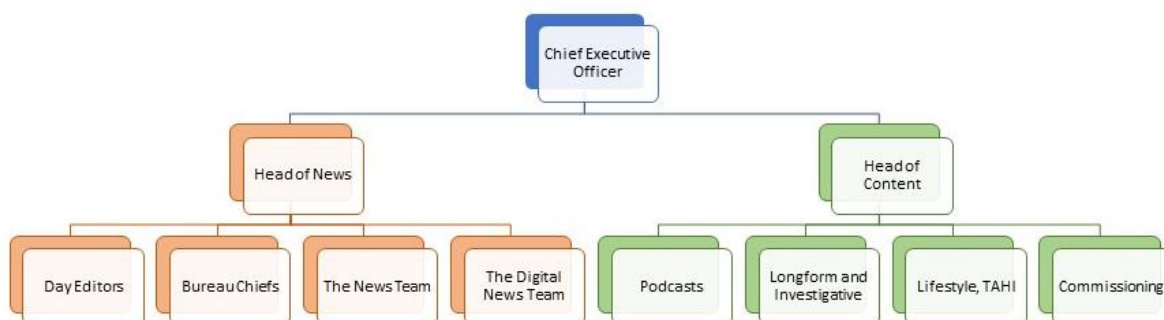 Chief Executive
Officer
Head of News
Head of
Content
Day Editors
Bureau Chiefs
The News Team
The Digital
News Team
Podcasts
Longform and
Investigative
Lifestyle, TAHI
Commissioning